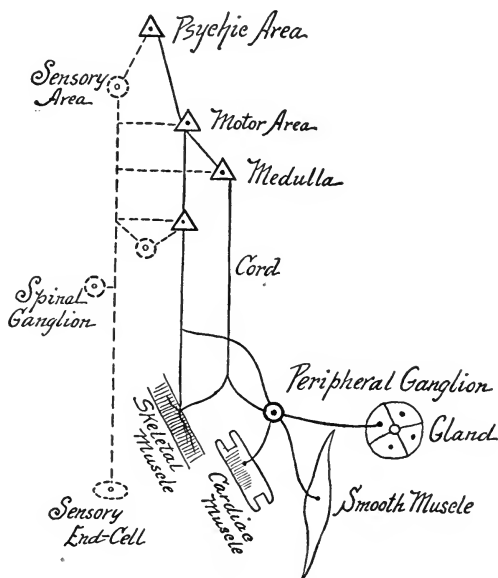 Psychic Area
Sensory
Area
Motor Area
Medulla
Cord
Spinal
Ganglion
Peripheral Ganglion
Skeletal
Muscle
Cardiac
Muscle
Gland
Smooth Muscle
Sensory
End-Cell